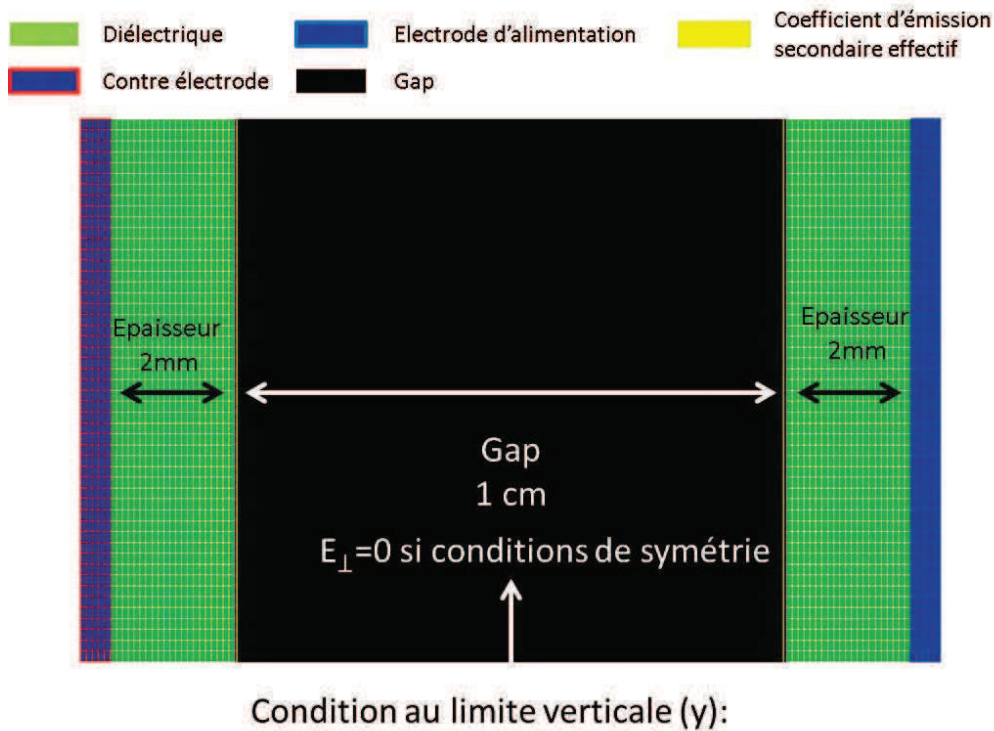 Diélectrique
Electrode d'alimentation
Coefficient d'émission
secondaire effectif
Contre électrode
Gap
Epaisseur
2mm
Epaisseur
2mm
Gap
1 cm
E⊥=0 si conditions de symétrie
Condition au limite verticale (y):